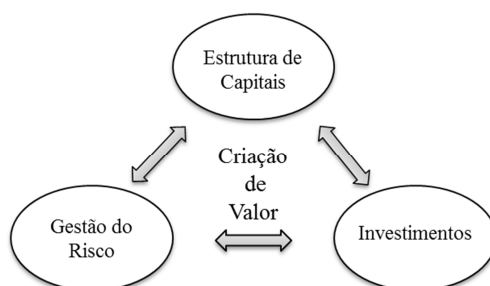 Estrutura de
Capitais
Criação
de
Valor
Gestão do
Risco
Investimentos